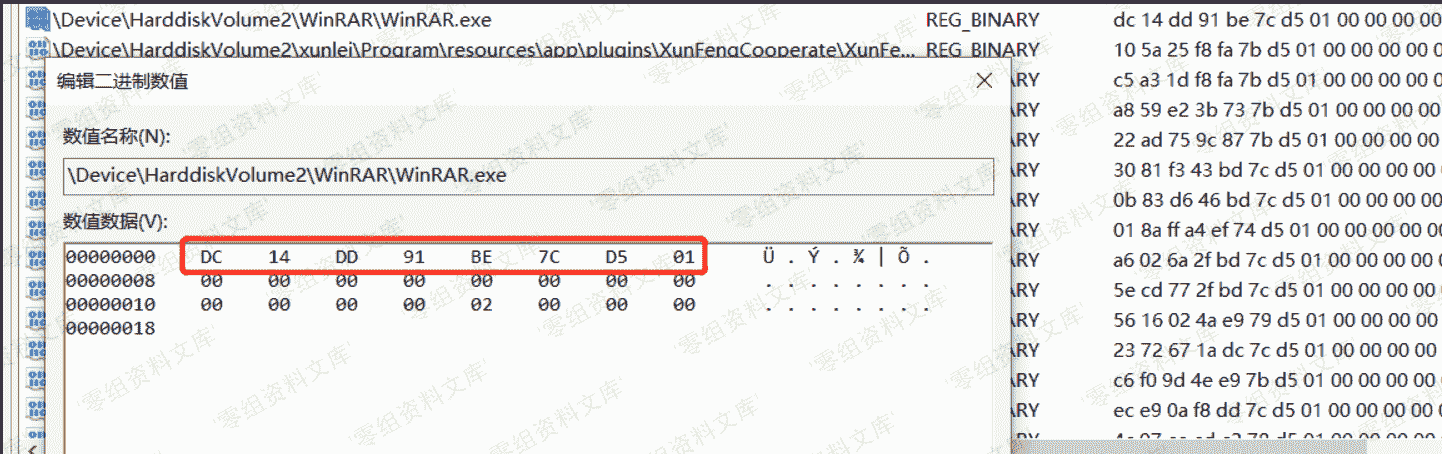 \Device\HarddiskVolume2\WinRAR\WinRAR.exe REG_BINARY dc 14 dd 91 be 7c d5 01 00 00 00 00
\Device\HarddiskVolume2\xunlei\Program\resources\app\plugins\XunFengCooperate\XunFe... REG_BINARY 10 5a 25 f8 fa 7b d5 01 00 00 00 00
编辑二进制数值 ARY c5 a3 1d f8 fa 7b d5 01 00 00 00 00
ARY a8 59 e2 3b 73 7b d5 01 00 00 00 00
数值名称(N): ARY 22 ad 75 9c 87 7b d5 01 00 00 00 00
\Device\HarddiskVolume2\WinRAR\WinRAR.exe ARY 30 81 f3 43 bd 7c d5 01 00 00 00 00
ARY 0b 83 d6 46 bd 7c d5 01 00 00 00 00
数值数据(V): ARY 01 8a ff a4 ef 74 d5 01 00 00 00 00
00000000 DC 14 DD 91 BE 7C D5 01 Ü . Ý . ¾ | Õ . ARY a6 02 6a 2f bd 7c d5 01 00 00 00 00
00000008 00 00 00 00 00 00 00 00 . . . . . . . . ARY 5e cd 77 2f bd 7c d5 01 00 00 00 00
00000010 00 00 00 00 02 00 00 00 . . . . . . . . ARY 56 16 02 4a e9 79 d5 01 00 00 00 00
00000018
ARY 23 72 67 1a dc 7c d5 01 00 00 00 00
ARY c6 f0 9d 4e e9 7b d5 01 00 00 00 00
ARY ec e9 0a f8 dd 7c d5 01 00 00 00 00
'零组资料文库'